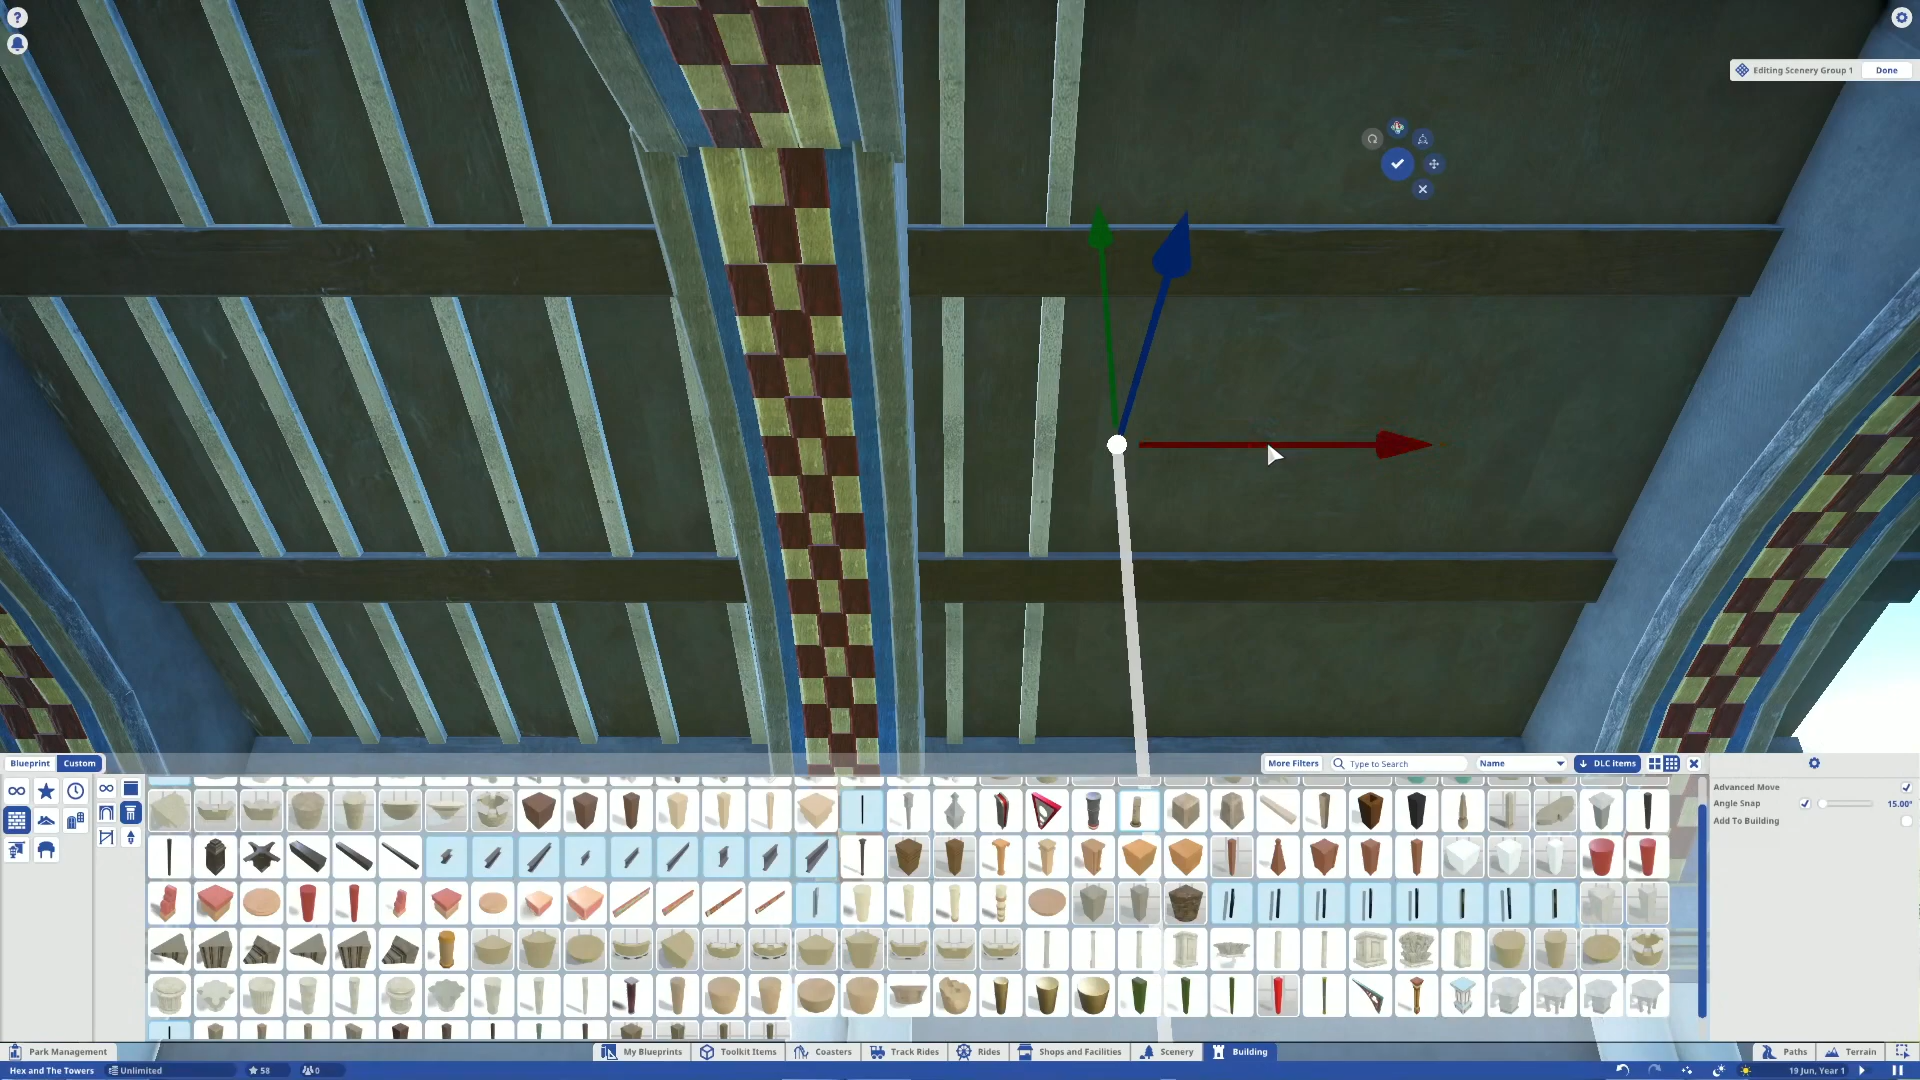 ?
Editing Scenery Group 1
Done
Blueprint
Custom
More Filters
Type to Search
Name
DLC Items
Advanced Move
Angle Snap
15.00°
Add To Building
Park Management
My Blueprints
Toolkit Items
Coasters
Track Rides
Rides
Shops and Facilities
Scenery
Building
Paths
Terrain
Hex and The Towers
Unlimited
58
0
19 Jun, Year 1